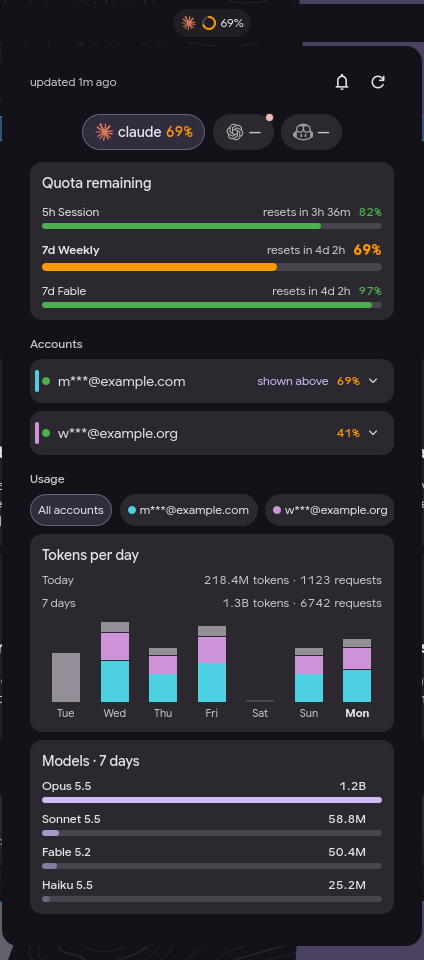 69%
updated 1m ago
claude 69% — —
Quota remaining
5h Session resets in 3h 36m 82%
7d Weekly resets in 4d 2h 69%
7d Fable resets in 4d 2h 97%
Accounts
m***@example.com shown above 69%
w***@example.org 41%
Usage
All accounts m***@example.com w***@example.org
Tokens per day
Today 218.4M tokens · 1123 requests
7 days 1.3B tokens · 6742 requests
Tue Wed Thu Fri Sat Sun Mon
Models · 7 days
Opus 5.5 1.2B
Sonnet 5.5 58.8M
Fable 5.2 50.4M
Haiku 5.5 25.2M